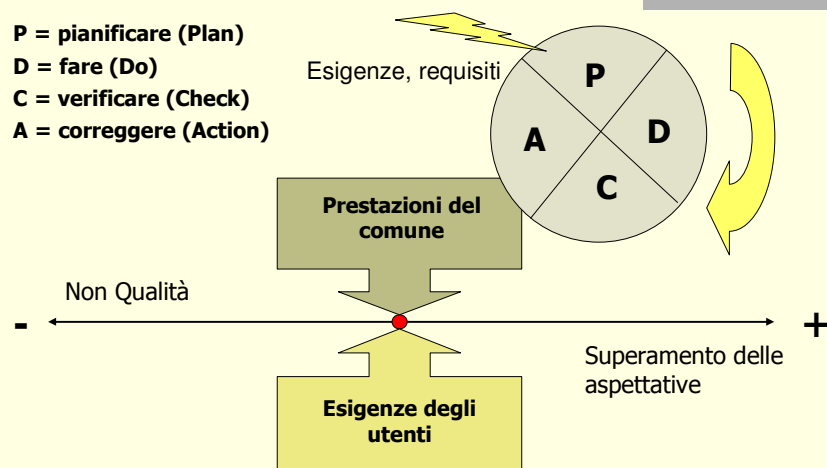 P = pianificare (Plan)
D = fare (Do)
C = verificare (Check)
A = correggere (Action)
Esigenze, requisiti
P
D
A
C
Prestazioni del
comune
Non Qualità
-
+
Superamento delle
aspettative
Esigenze degli
utenti